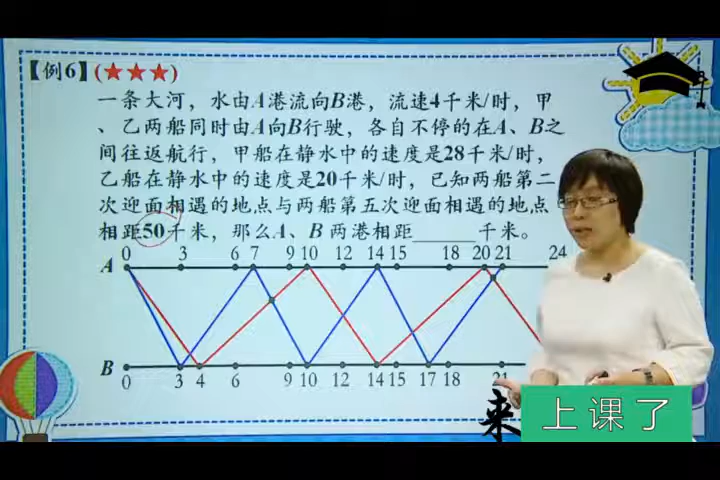 【例6】(★★★)
一条大河，水由A港流向B港，流速4千米/时，甲
、乙两船同时由A向B行驶，各自不停的在A、B之
间往返航行，甲船在静水中的速度是28千米/时，
乙船在静水中的速度是20千米/时，已知两船第二
次迎面相遇的地点与两船第五次迎面相遇的地点
相距50千米，那么A、B两港相距______千米。
0 3 6 7 9 10 12 14 15 18 20 21 24
A
B
0 3 4 6 9 10 12 14 15 17 18 21
来 上课了